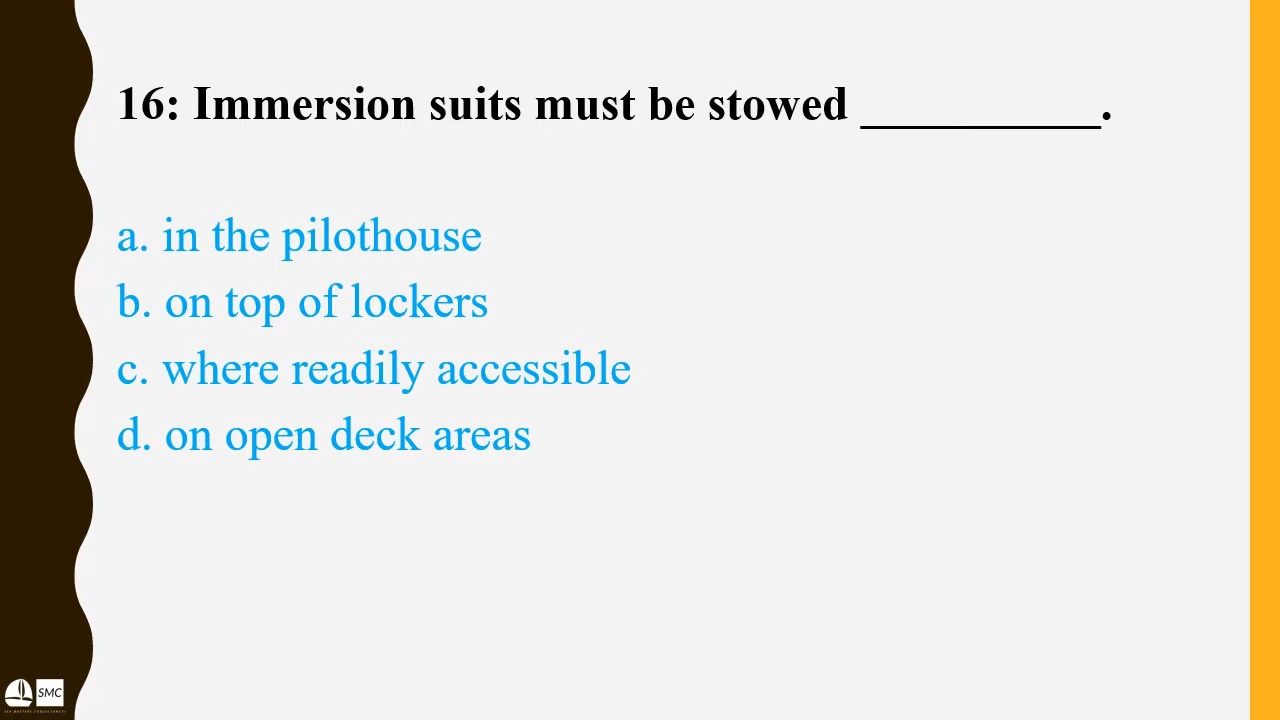 16: Immersion suits must be stowed __________.
a. in the pilothouse
b. on top of lockers
c. where readily accessible
d. on open deck areas
SMC